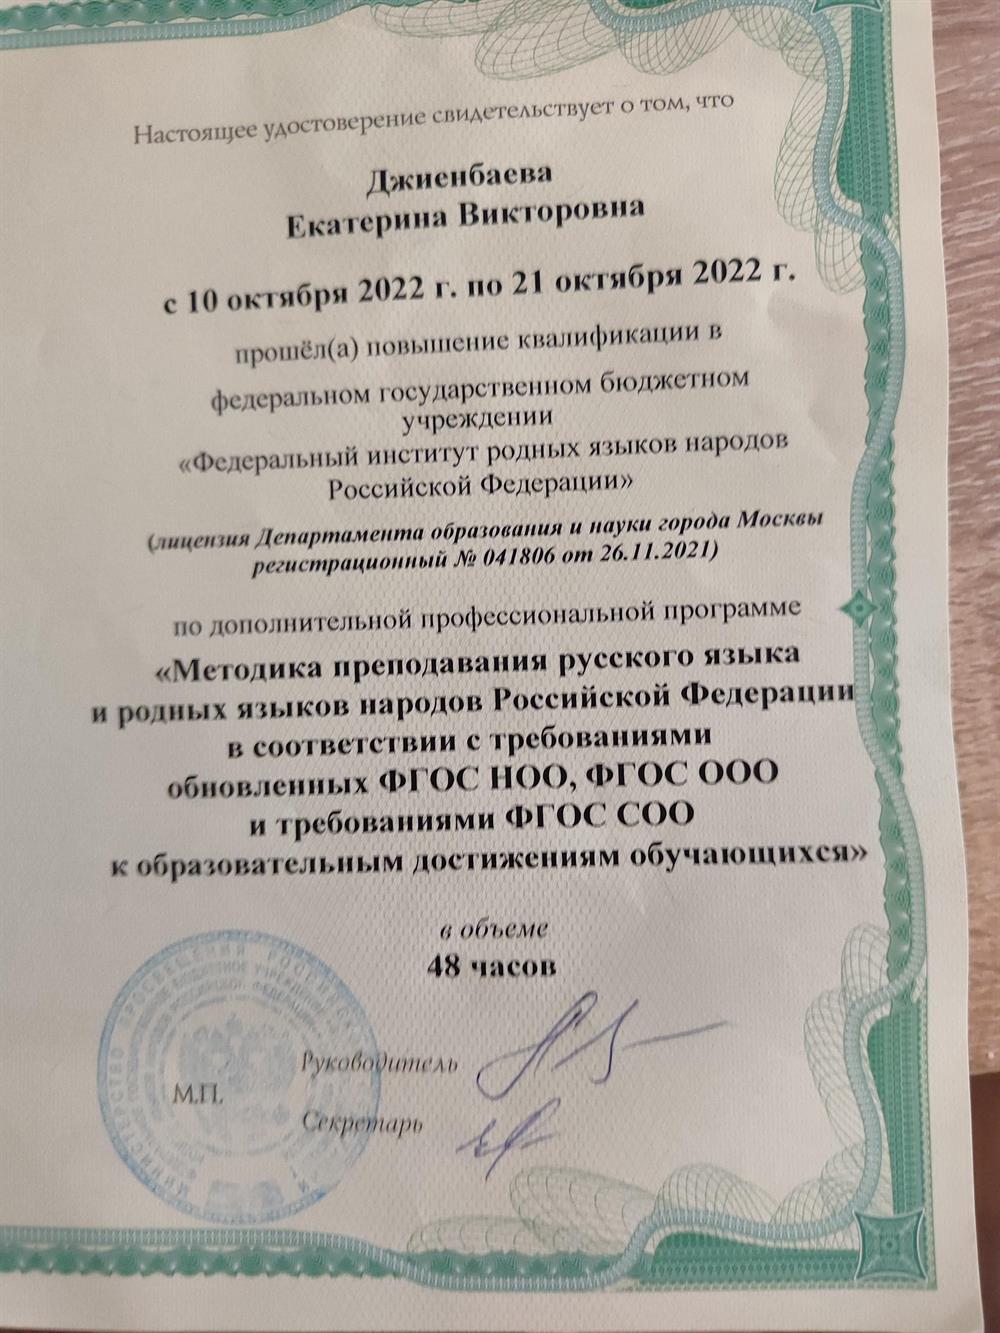 Настоящее удостоверение свидетельствует о том, что
Джиенбаева
Екатерина Викторовна
с 10 октября 2022 г. по 21 октября 2022 г.
прошёл(а) повышение квалификации в
федеральном государственном бюджетном
учреждении
«Федеральный институт родных языков народов
Российской Федерации»
(лицензия Департамента образования и науки города Москвы
регистрационный № 041806 от 26.11.2021)
по дополнительной профессиональной программе
«Методика преподавания русского языка
и родных языков народов Российской Федерации
в соответствии с требованиями
обновленных ФГОС НОО, ФГОС ООО
и требованиями ФГОС СОО
к образовательным достижениям обучающихся»
в объеме
48 часов
Руководитель
М.П.
Секретарь